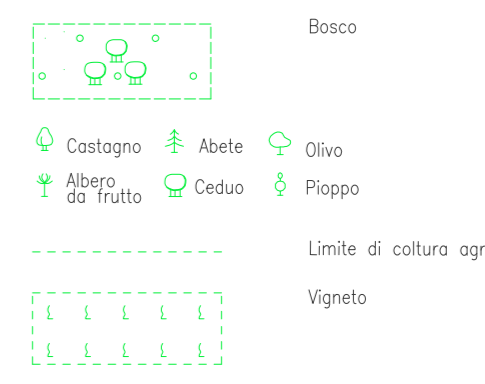 Bosco
Castagno
Abete
Olivo
Albero
da frutto
Ceduo
Pioppo
Limite di coltura agr
Vigneto